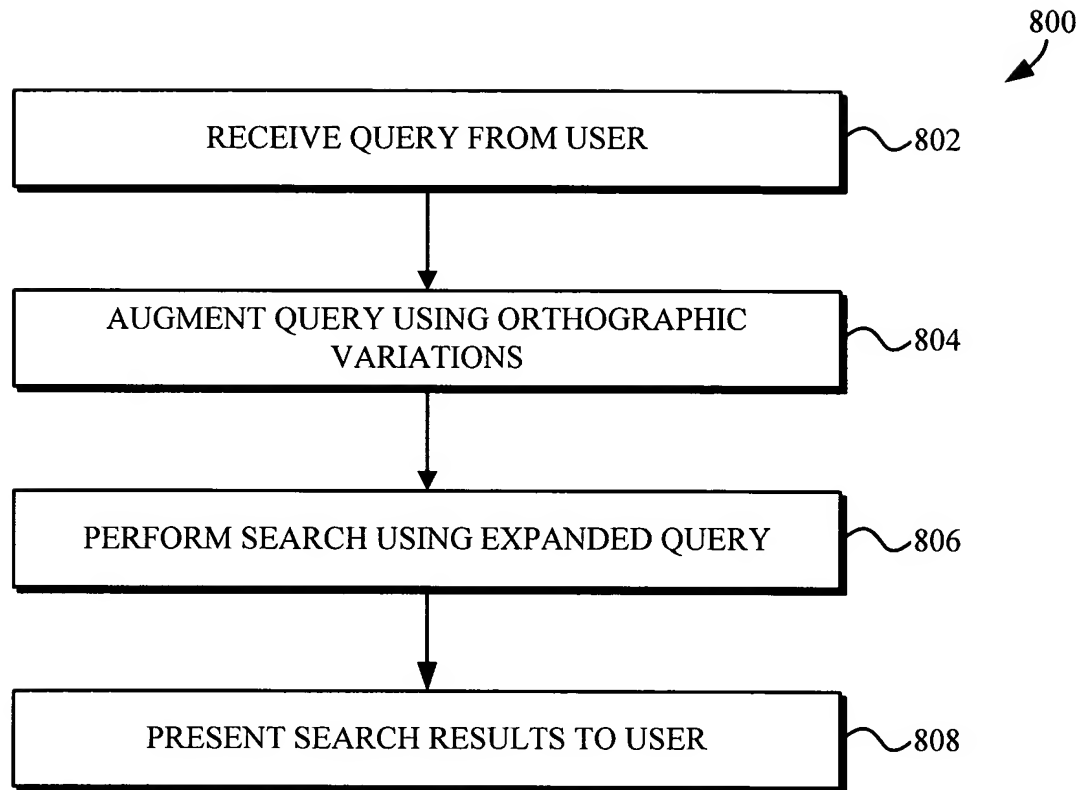 800
RECEIVE QUERY FROM USER
802
AUGMENT QUERY USING ORTHOGRAPHIC
VARIATIONS
804
PERFORM SEARCH USING EXPANDED QUERY
806
PRESENT SEARCH RESULTS TO USER
808